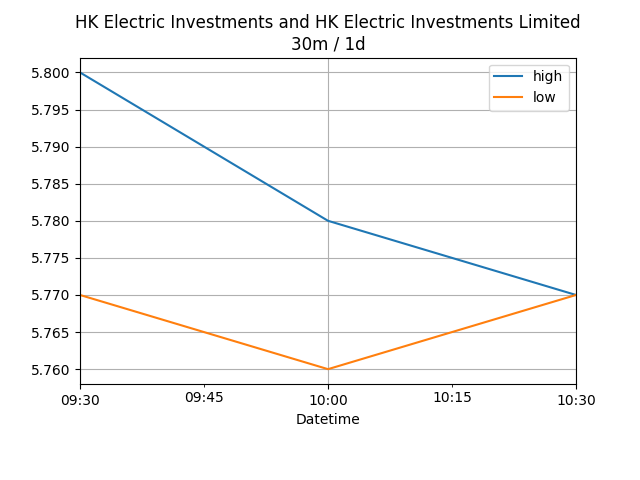 HK Electric Investments and HK Electric Investments Limited
30m / 1d
high
low
5.800
5.795
5.790
5.785
5.780
5.775
5.770
5.765
5.760
09:30
09:45
10:00
10:15
10:30
Datetime